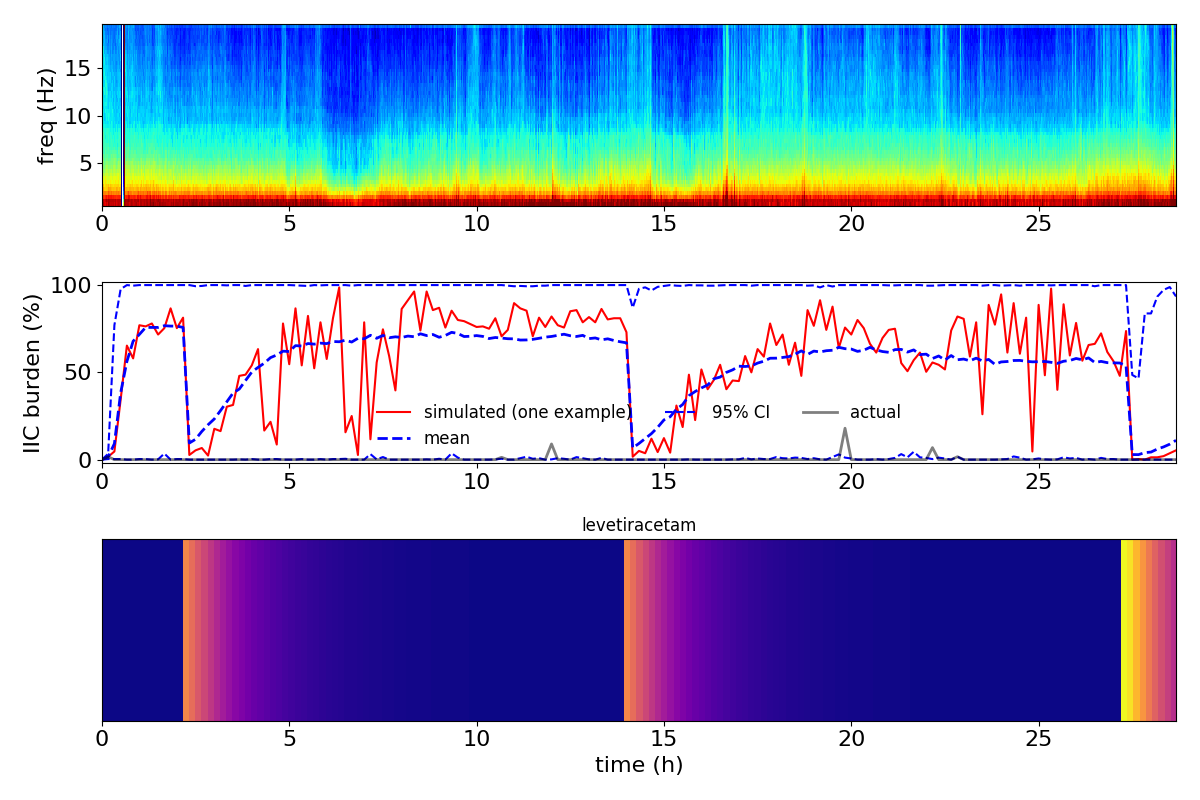 freq (Hz)
15
10
5
0 5 10 15 20 25
IIC burden (%)
100
50
0
simulated (one example) 95% CI actual
mean
0 5 10 15 20 25
levetiracetam
0 5 10 15 20 25
time (h)